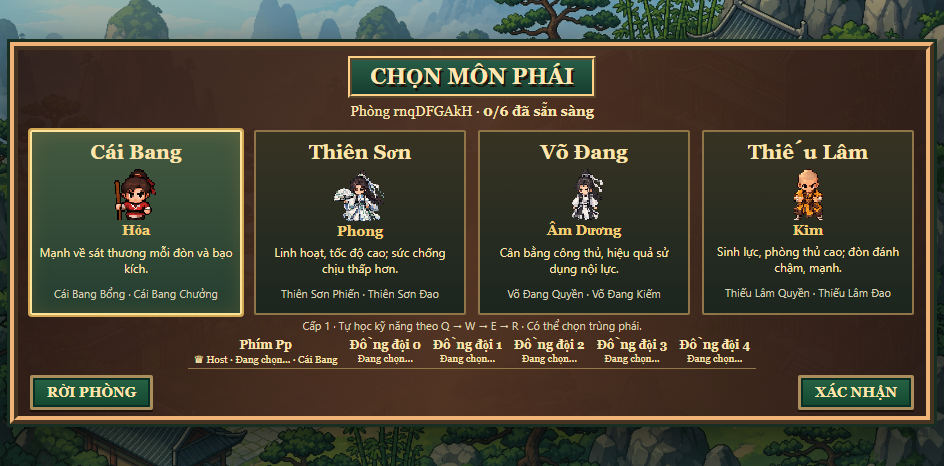 CHỌN MÔN PHÁI
Phòng rnqDFGAkH · 0/6 đã sẵn sàng
Cái Bang
Hỏa
Mạnh về sát thương mỗi đòn và bạo
kích.
Cái Bang Bổng · Cái Bang Chưởng
Thiên Sơn
Phong
Linh hoạt, tốc độ cao; sức chống
chịu thấp hơn.
Thiên Sơn Phiến · Thiên Sơn Đao
Võ Đang
Âm Dương
Cân bằng công thủ, hiệu quả sử
dụng nội lực.
Võ Đang Quyền · Võ Đang Kiếm
Thiếu Lâm
Kim
Sinh lực, phòng thủ cao; đòn đánh
chậm, mạnh.
Thiếu Lâm Quyền · Thiếu Lâm Đao
Cấp 1 · Tự học kỹ năng theo Q → W → E → R · Có thể chọn trùng phái.
Phím Pp
♛ Host · Đang chọn... · Cái Bang
Đồng đội 0
Đang chọn...
Đồng đội 1
Đang chọn...
Đồng đội 2
Đang chọn...
Đồng đội 3
Đang chọn...
Đồng đội 4
Đang chọn...
RỜI PHÒNG
XÁC NHẬN